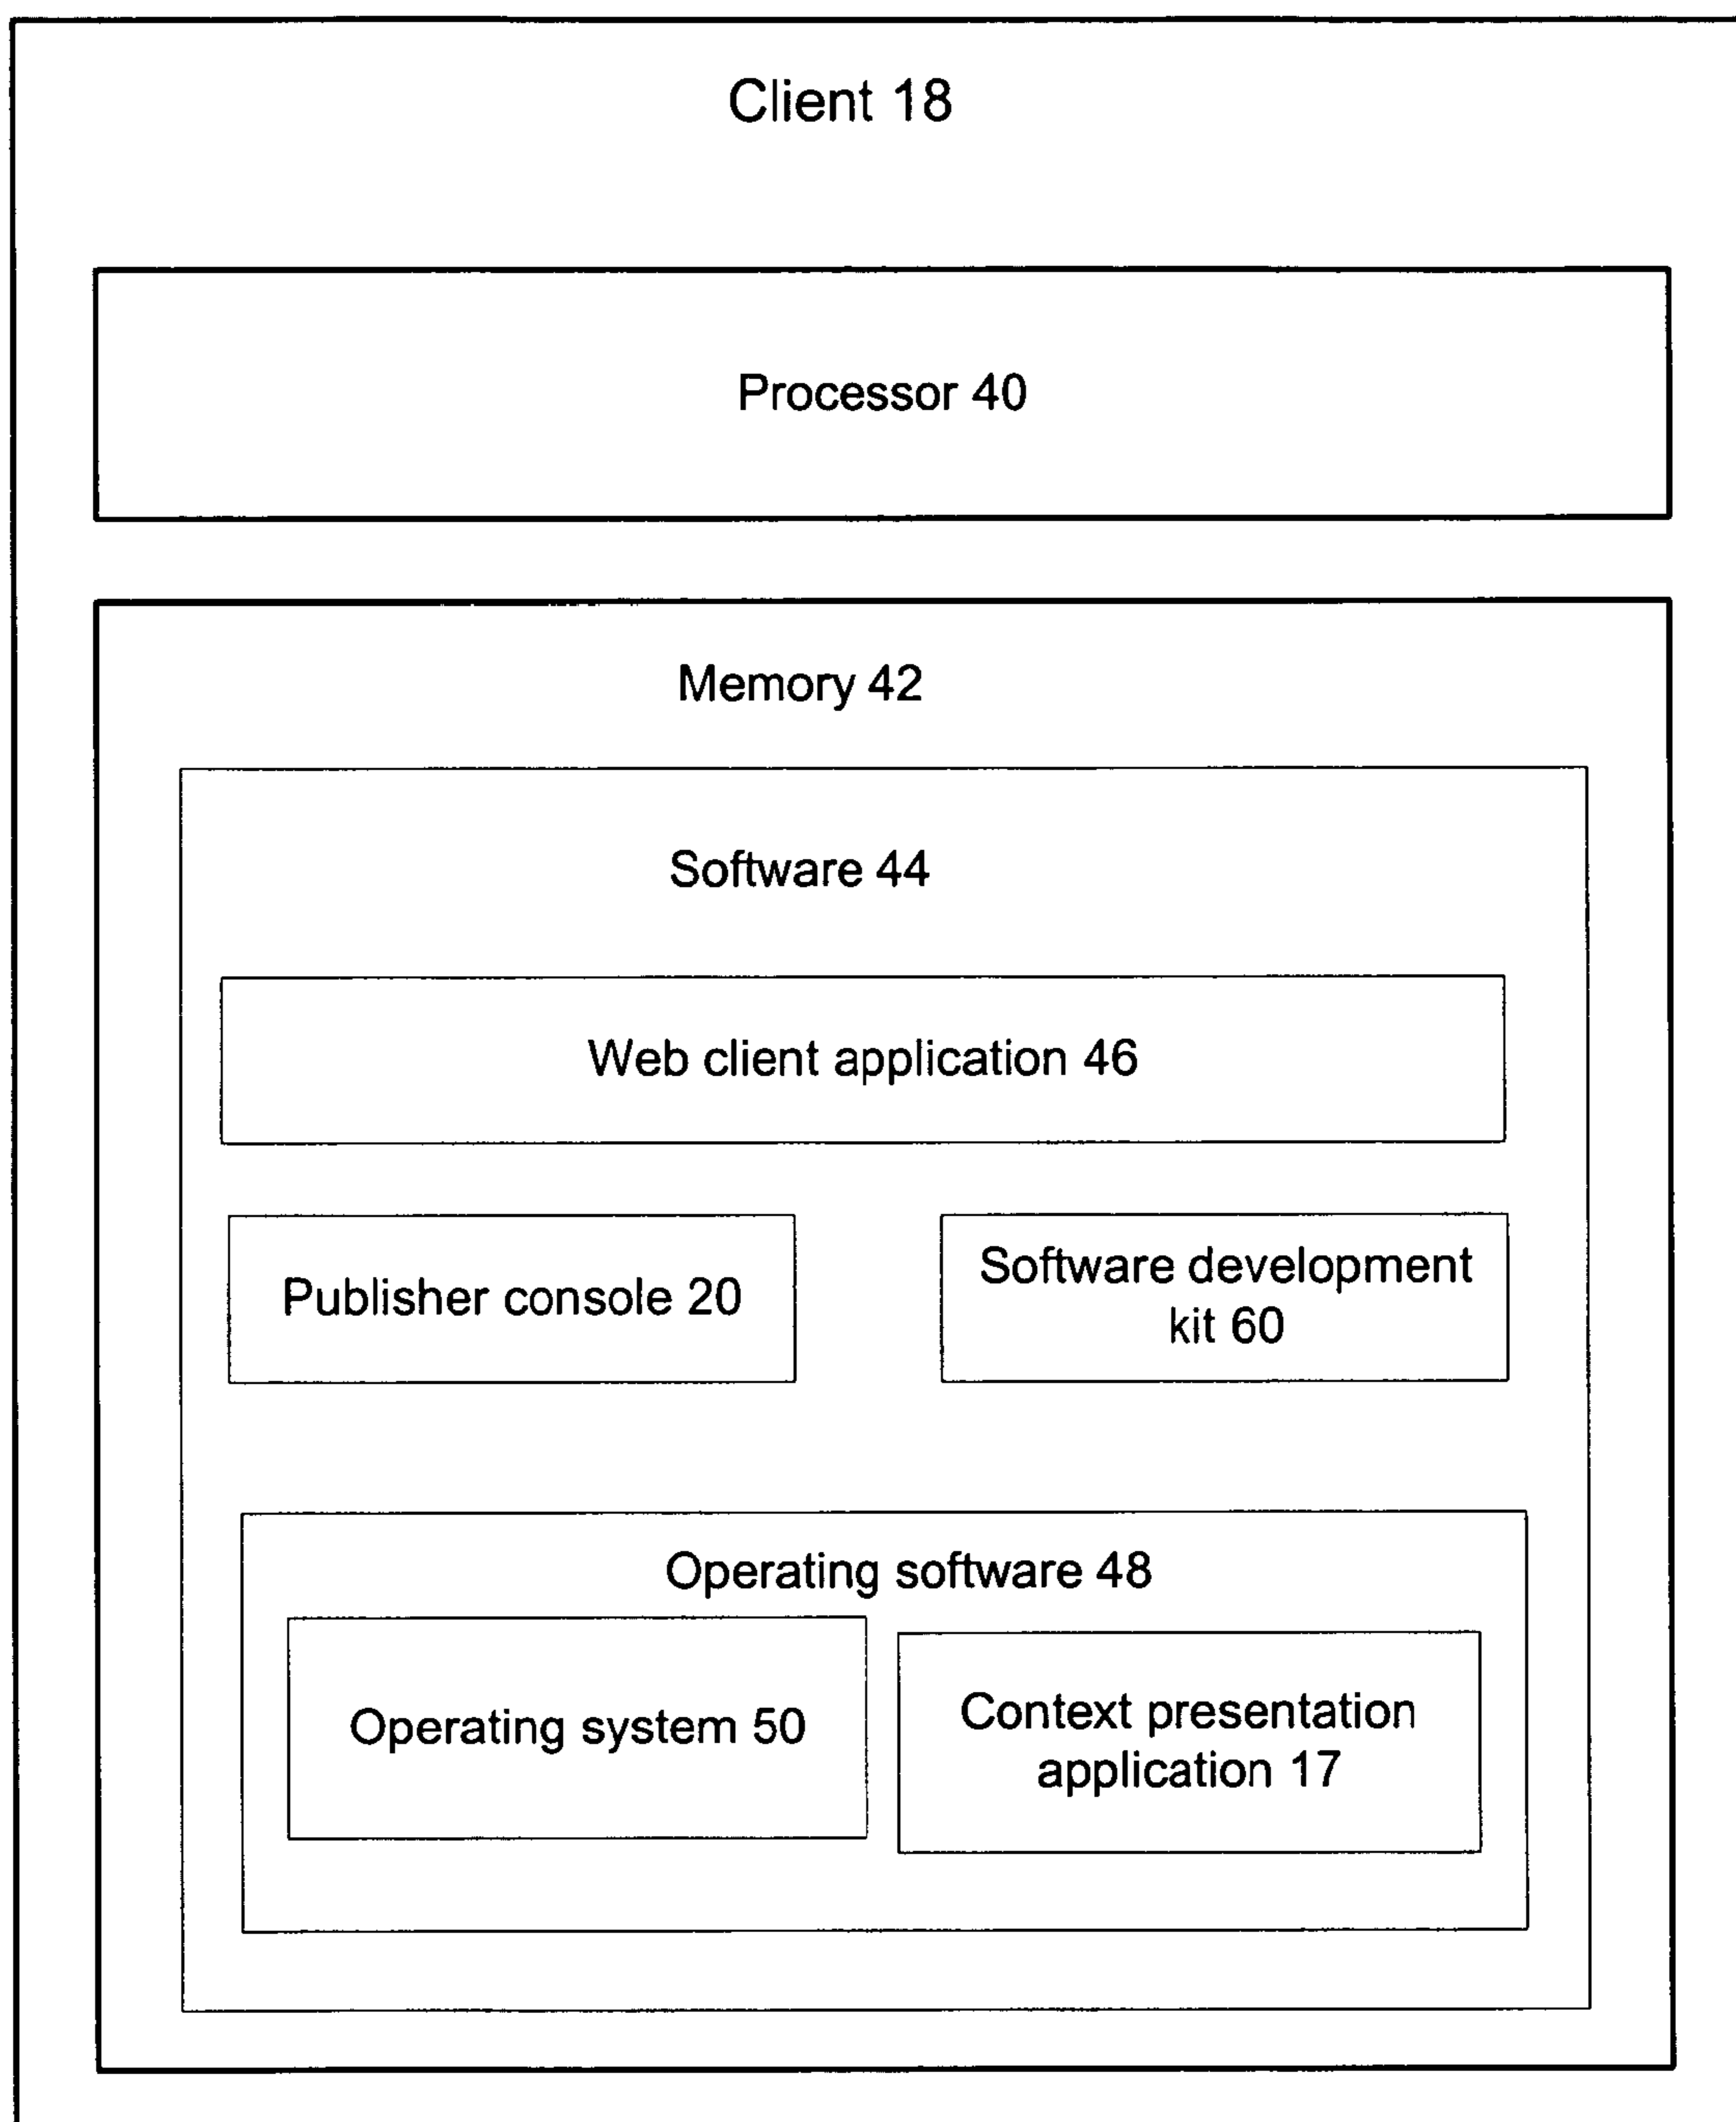 Client 18
Processor 40
Memory 42
Software 44
Web client application 46
Publisher console 20
Software development
kit 60
Operating software 48
Operating system 50
Context presentation
application 17